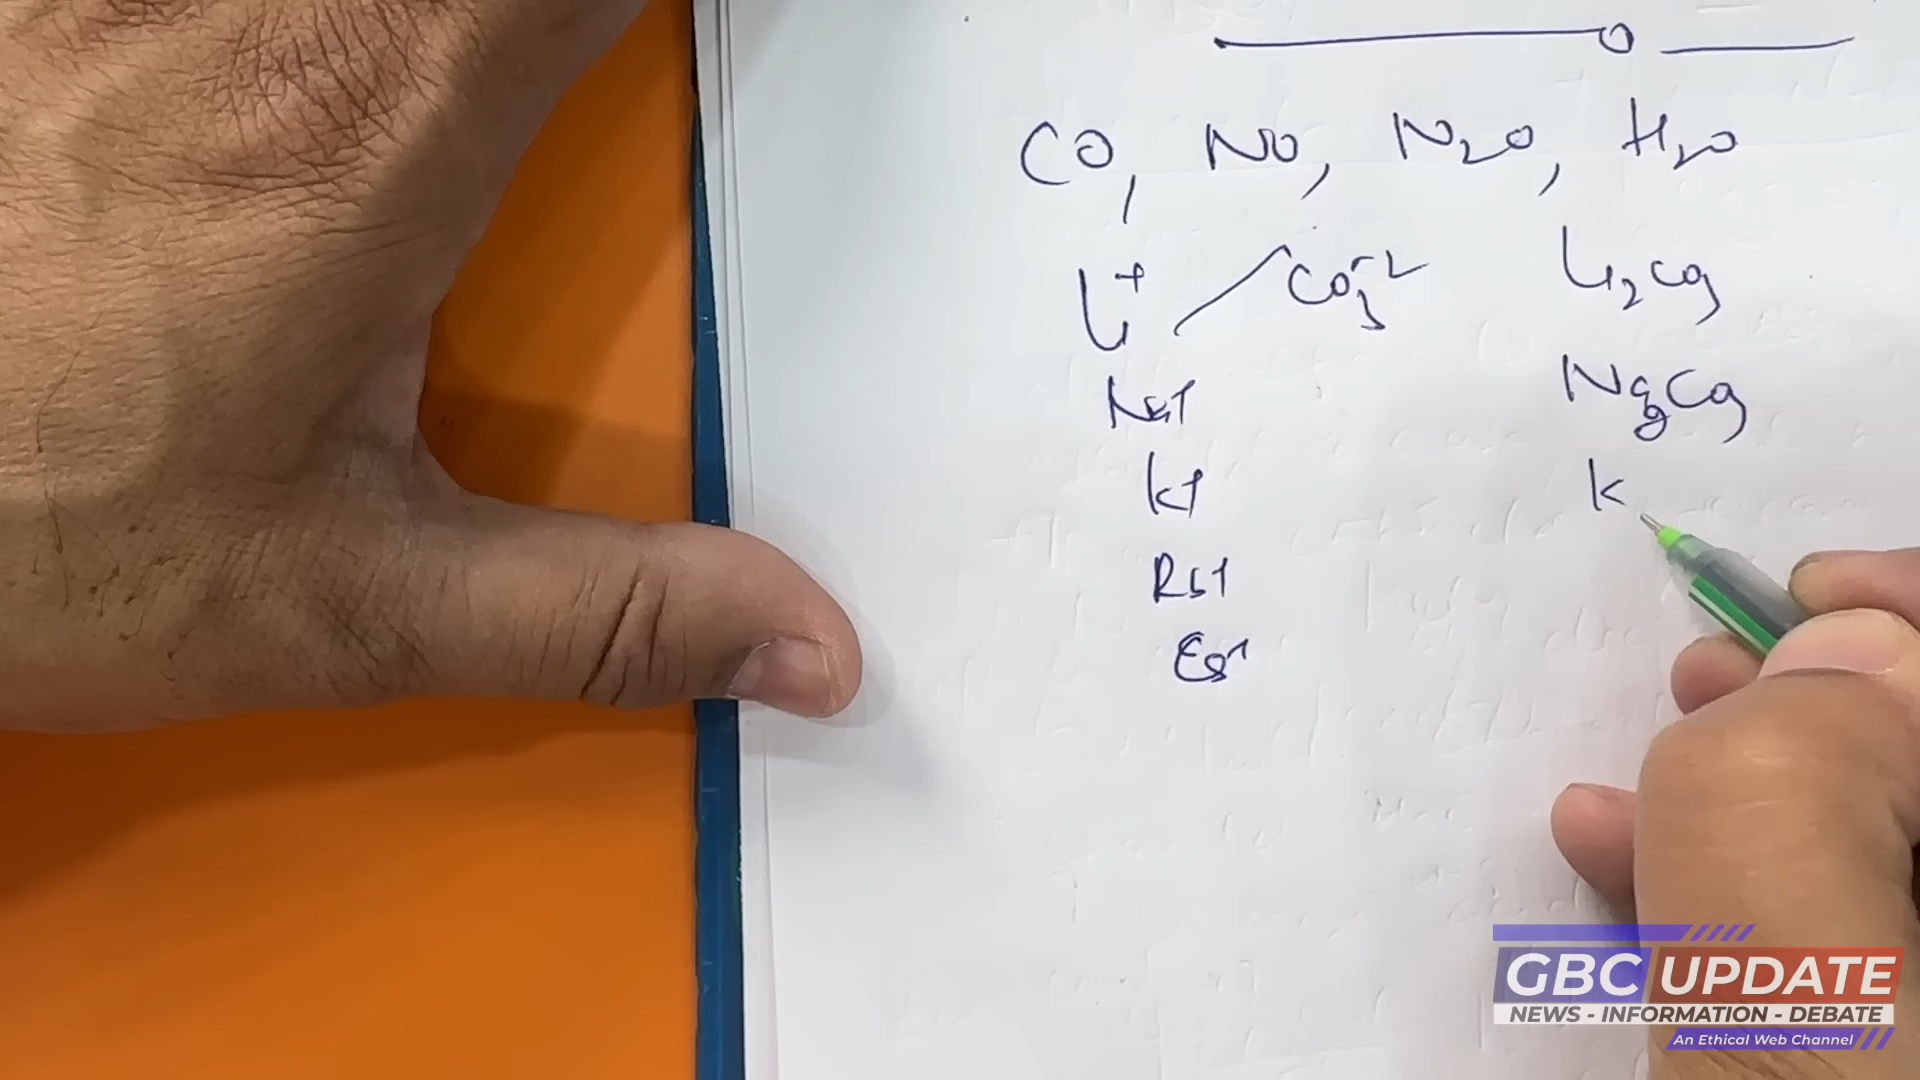 CO, NO, N2O, H2O
Li+ CO3-2 Li2CO3
Na+ Na2CO3
K+ K
Rb+
Cs+
GBC UPDATE
NEWS - INFORMATION - DEBATE
An Ethical Web Channel